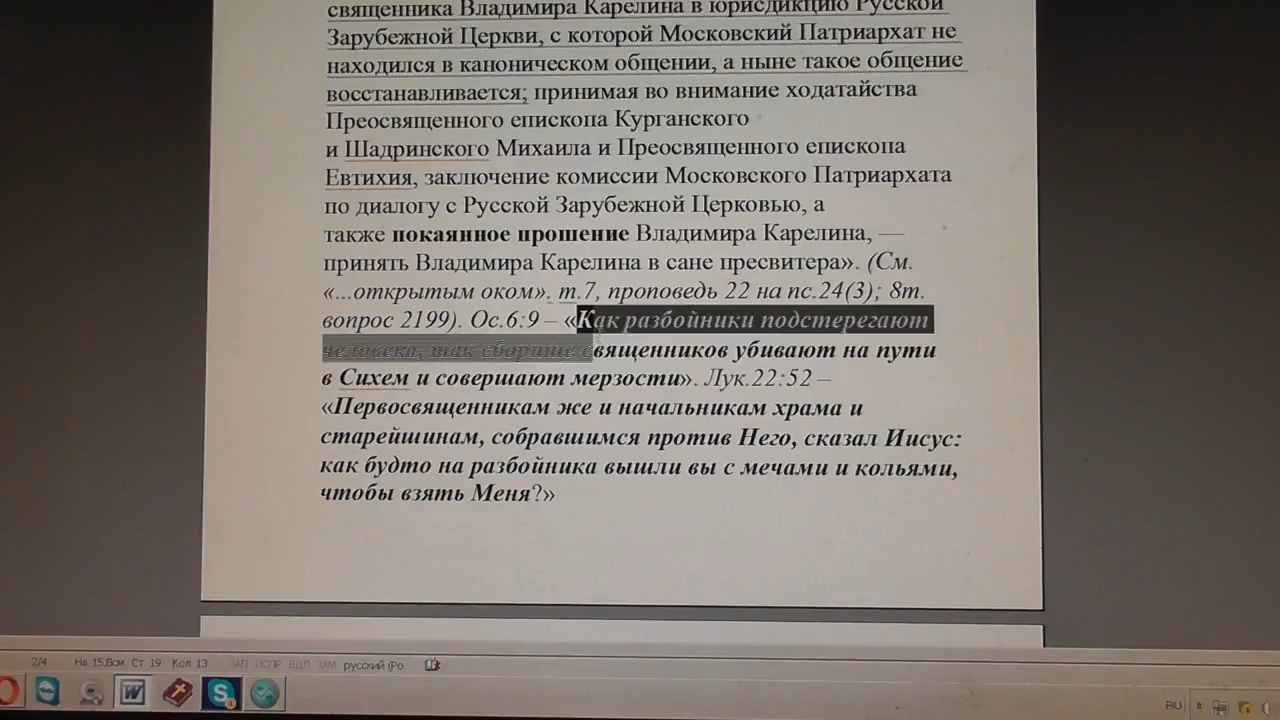 священника Владимира Карелина в юрисдикцию Русской
Зарубежной Церкви, с которой Московский Патриархат не
находился в каноническом общении, а ныне такое общение
восстанавливается; принимая во внимание ходатайства
Преосвященного епископа Курганского
и Шадринского Михаила и Преосвященного епископа
Евтихия, заключение комиссии Московского Патриархата
по диалогу с Русской Зарубежной Церковью, а
также покаянное прошение Владимира Карелина, —
принять Владимира Карелина в сане пресвитера». (См.
«...открытым оком». т.7, проповедь 22 на пс.24(3); 8т.
вопрос 2199). Ос.6:9 – «Как разбойники подстерегают
человека, так сборище священников убивают на пути
в Сихем и совершают мерзости». Лук.22:52 –
«Первосвященникам же и начальникам храма и
старейшинам, собравшимся против Него, сказал Иисус:
как будто на разбойника вышли вы с мечами и кольями,
чтобы взять Меня?»
2/4 На 15,8см Ст 19 Кол 13 ЗАП ИСПР ВДЛ ЗАМ русский (Ро
RU